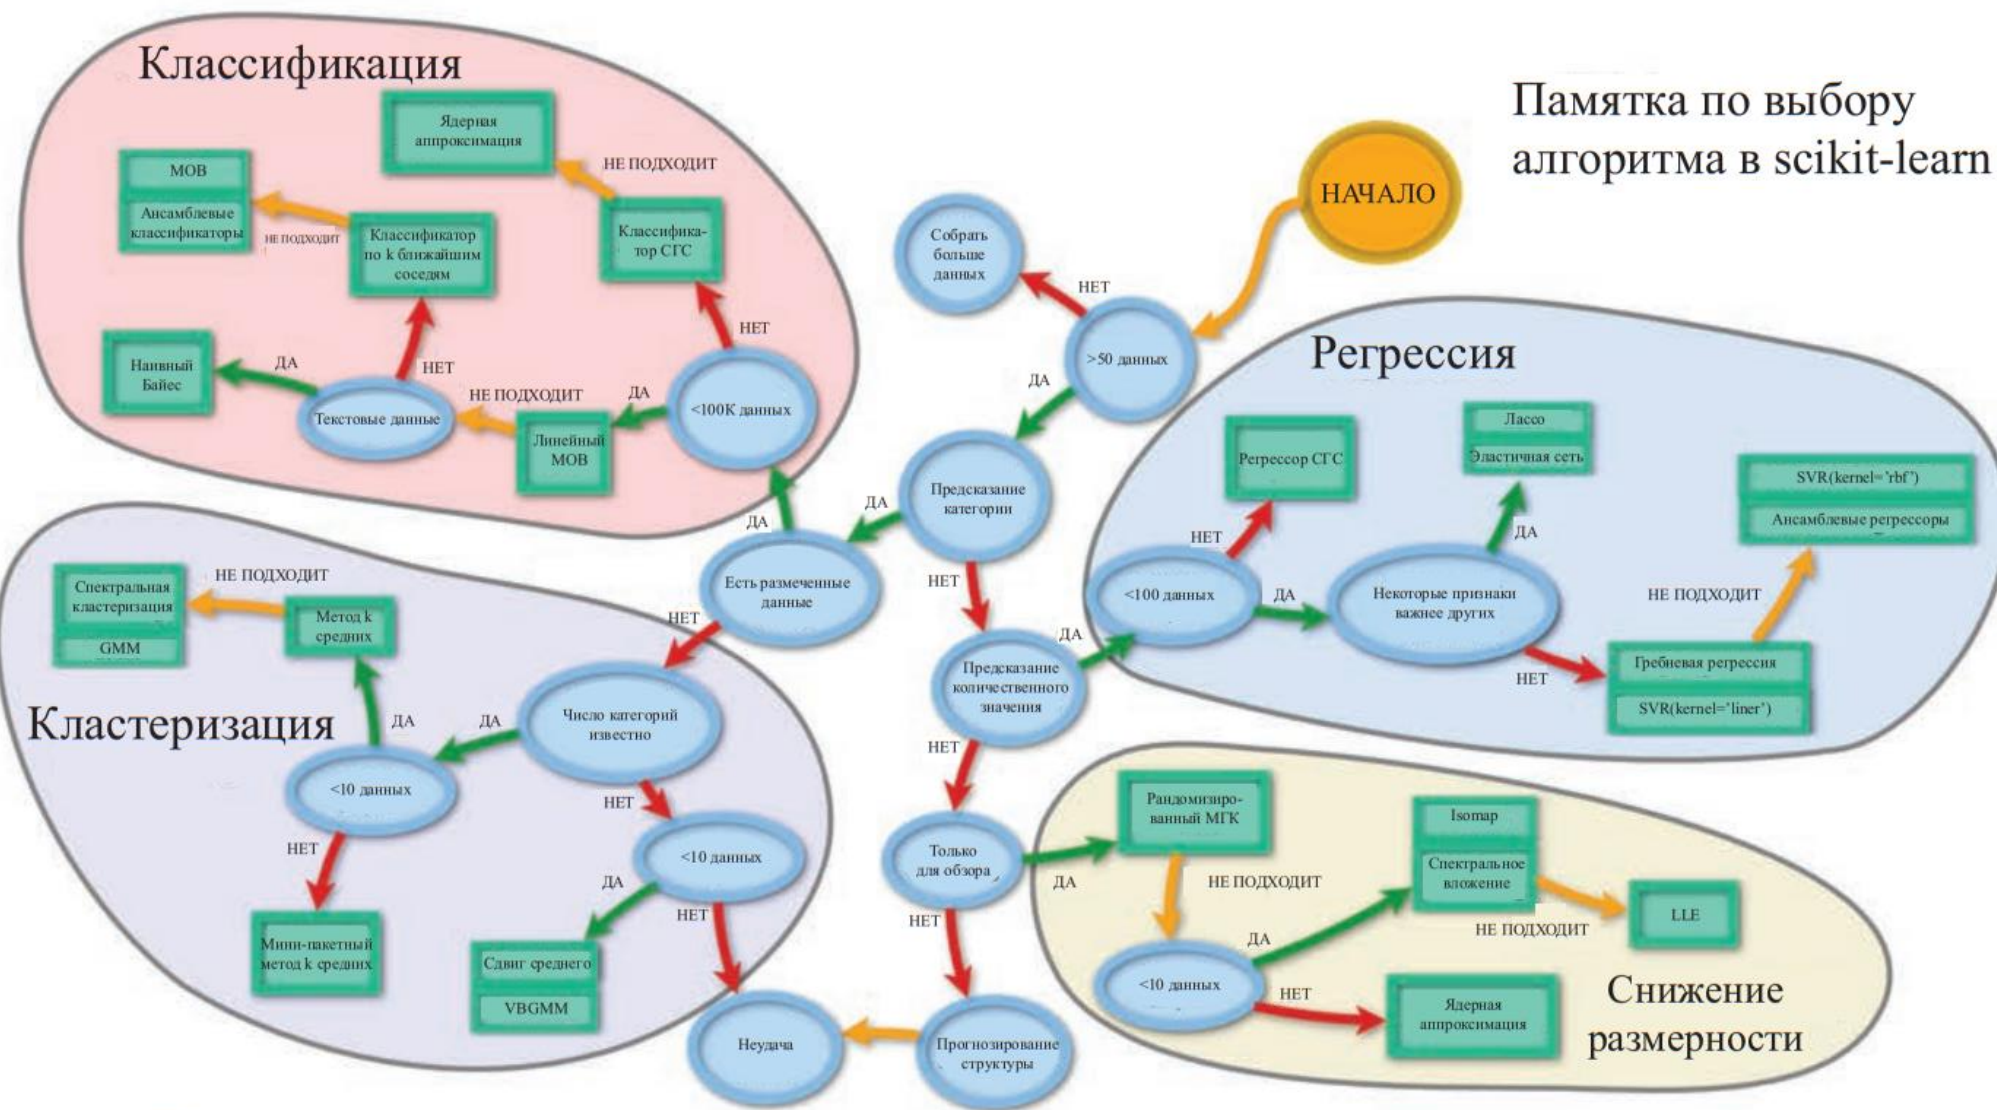 Классификация
Ядерная
аппроксимация
НЕ ПОДХОДИТ
МОВ
Ансамблевые
классификаторы
НЕ ПОДХОДИТ
Классификатор
по k ближайшим
соседям
Классифика-
тор СГС
НЕТ
Наивный
Байес
ДА
НЕТ
Текстовые данные
НЕ ПОДХОДИТ
Линейный
МОВ
ДА
<100К данных
ДА
Памятка по выбору
алгоритма в scikit-learn
НАЧАЛО
Собрать
больше
данных
НЕТ
>50 данных
ДА
Предсказание
категории
ДА
Есть размеченные
данные
НЕТ
НЕТ
Предсказание
количественного
значения
ДА
НЕТ
Только
для обзора
ДА
НЕТ
Прогнозирование
структуры
Неудача
Регрессия
Регрессор СГС
НЕТ
<100 данных
ДА
Некоторые признаки
важнее других
ДА
Лассо
Эластичная сеть
НЕТ
Гребневая регрессия
SVR(kernel=’liner’)
НЕ ПОДХОДИТ
SVR(kernel=’rbf’)
Ансамблевые регрессоры
Кластеризация
Спектральная
кластеризация
GMM
НЕ ПОДХОДИТ
Метод k
средних
ДА
<10 данных
ДА
Число категорий
известно
НЕТ
Мини-пакетный
метод k средних
НЕТ
<10 данных
ДА
Сдвиг среднего
VBGMM
НЕТ
Рандомизиро-
ванный МГК
НЕ ПОДХОДИТ
<10 данных
ДА
Isomap
Спектральное
вложение
НЕ ПОДХОДИТ
LLE
НЕТ
Ядерная
аппроксимация
Снижение
размерности